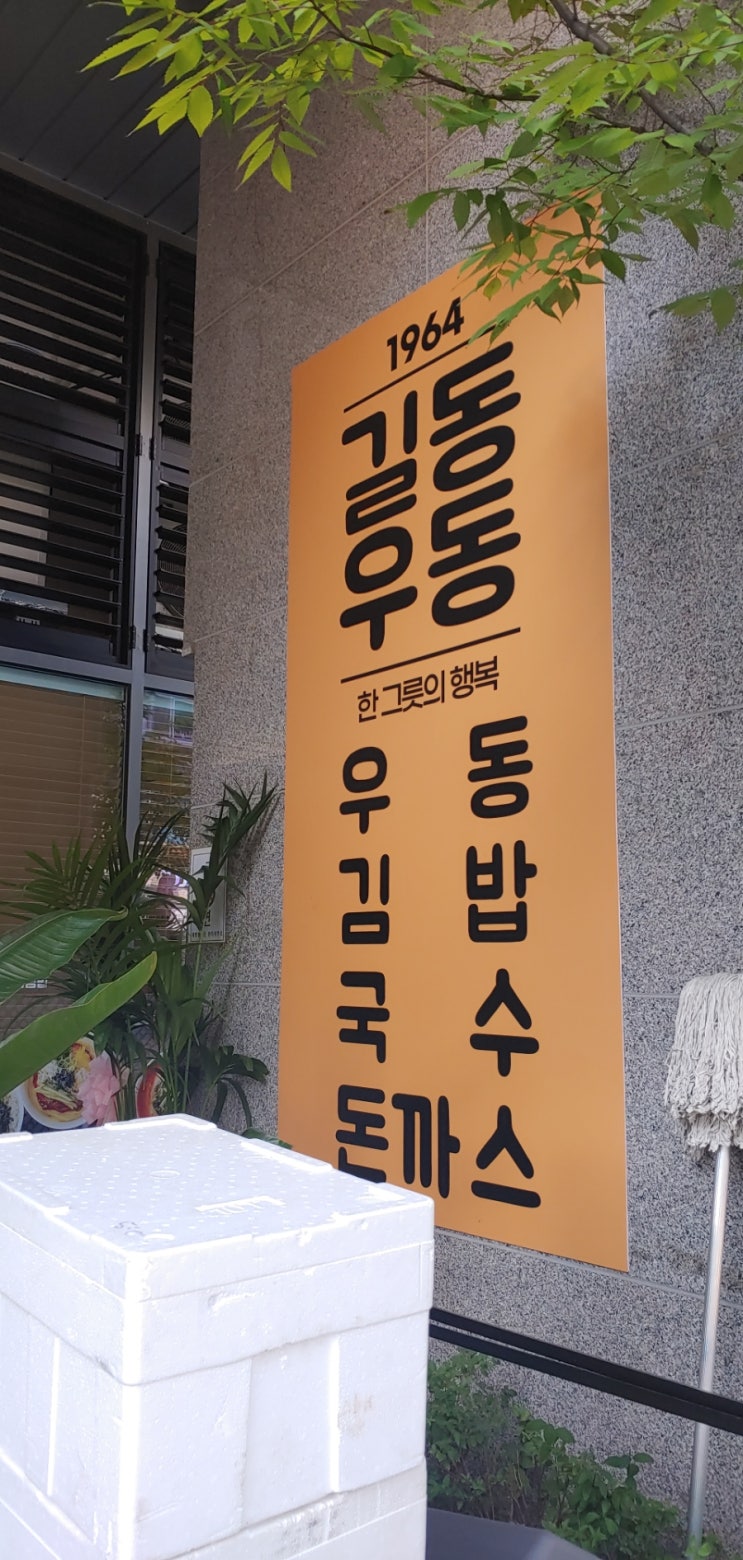 1964
길동
우동
한 그릇의 행복
우 동
김 밥
국 수
돈까스